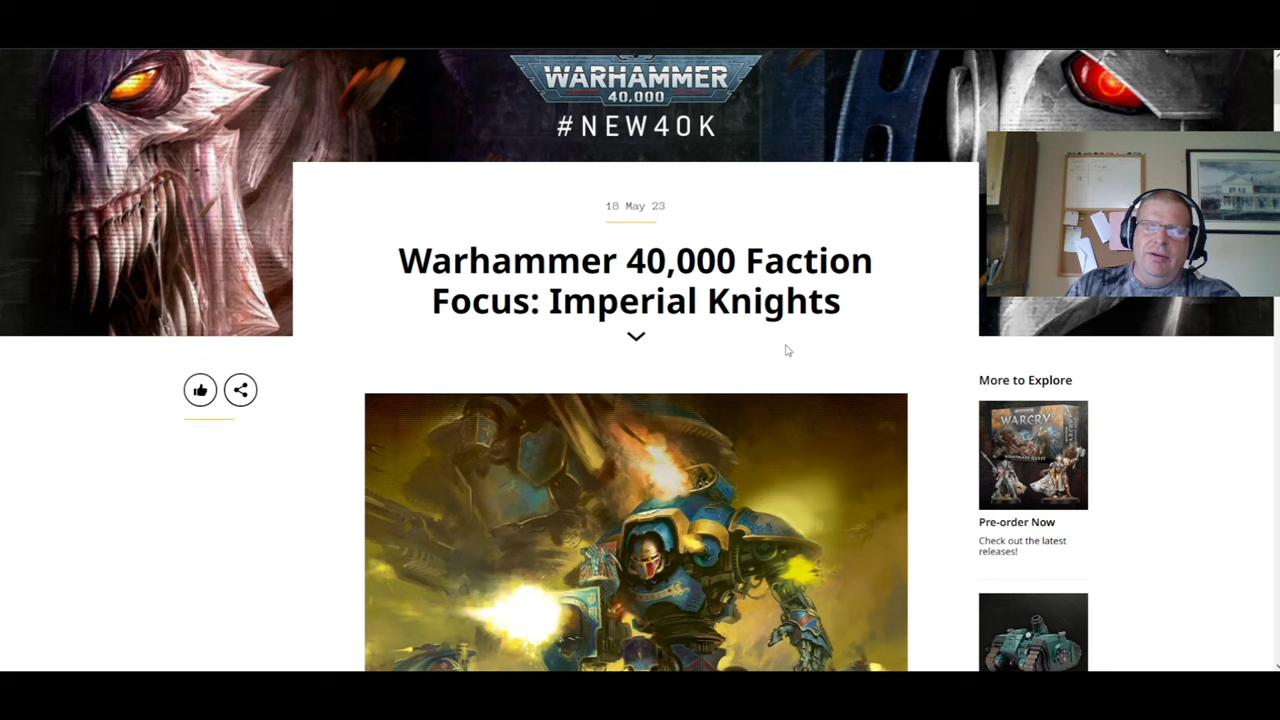 WARHAMMER
40,000
#NEW40K
18 May 23
Warhammer 40,000 Faction
Focus: Imperial Knights
More to Explore
WARCRY
Pre-order Now
Check out the latest
releases!